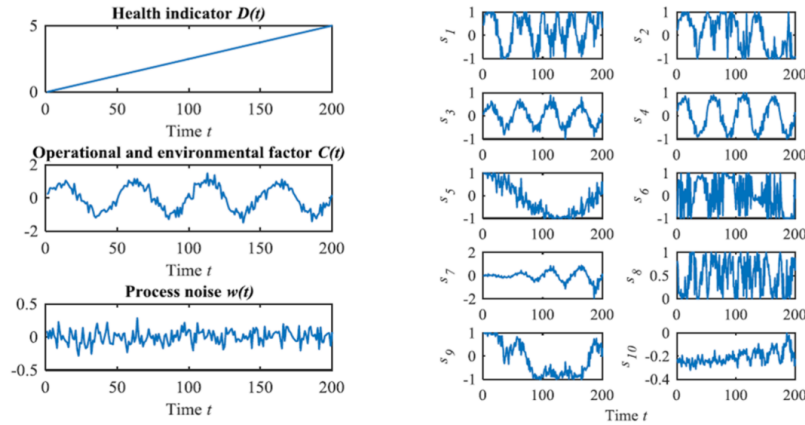 Health indicator D(t)
5
0
0 50 100 150 200
Time t
Operational and environmental factor C(t)
2
0
-2
0 50 100 150 200
Time t
Process noise w(t)
0.5
0
-0.5
0 50 100 150 200
Time t
s1
1
0
-1
0 100 200
s2
1
0
-1
0 100 200
s3
1
0
-1
0 100 200
s4
1
0
-1
0 100 200
s5
1
0
-1
0 100 200
s6
1
0
-1
0 100 200
s7
2
0
-2
0 100 200
s8
1
0.5
0
0 100 200
s9
1
0
-1
0 100 200
s10
0
-0.2
-0.4
0 100 200
Time t